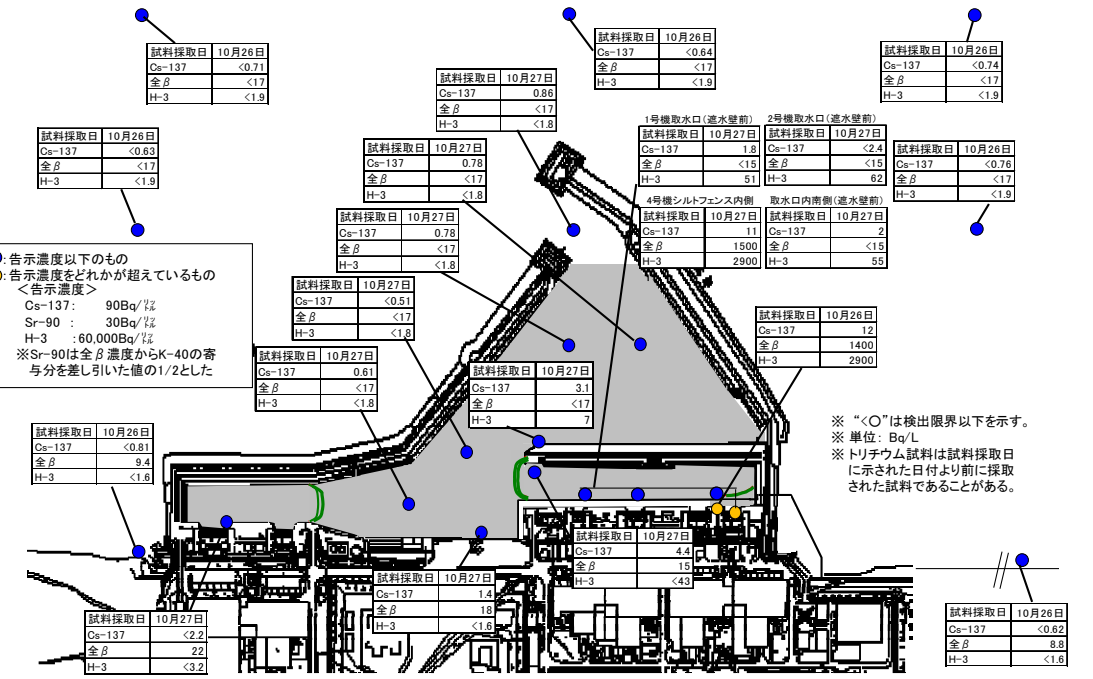 試料採取日 10月26日
Cs-137 <0.71
全β <17
H-3 <1.9
試料採取日 10月26日
Cs-137 <0.64
全β <17
H-3 <1.9
試料採取日 10月26日
Cs-137 <0.74
全β <17
H-3 <1.9
試料採取日 10月27日
Cs-137 0.86
全β <17
H-3 <1.8
試料採取日 10月26日
Cs-137 <0.63
全β <17
H-3 <1.9
試料採取日 10月27日
Cs-137 0.78
全β <17
H-3 <1.8
1号機取水口(遮水壁前)
試料採取日 10月27日
Cs-137 1.8
全β <15
H-3 51
2号機取水口(遮水壁前)
試料採取日 10月27日
Cs-137 <2.4
全β <15
H-3 62
試料採取日 10月26日
Cs-137 <0.76
全β <17
H-3 <1.9
4号機シルトフェンス内側
試料採取日 10月27日
Cs-137 11
全β 1500
H-3 2900
取水口内南側(遮水壁前)
試料採取日 10月27日
Cs-137 2
全β <15
H-3 55
試料採取日 10月27日
Cs-137 0.78
全β <17
H-3 <1.8
:告示濃度以下のもの
:告示濃度をどれかが超えているもの
<告示濃度>
Cs-137: 90Bq/㍑
Sr-90 : 30Bq/㍑
H-3 :60,000Bq/㍑
※Sr-90は全β濃度からK-40の寄
与分を差し引いた値の1/2とした
試料採取日 10月27日
Cs-137 <0.51
全β <17
H-3 <1.8
試料採取日 10月26日
Cs-137 12
全β 1400
H-3 2900
試料採取日 10月27日
Cs-137 0.61
全β <17
H-3 <1.8
試料採取日 10月27日
Cs-137 3.1
全β <17
H-3 7
※ “<○”は検出限界以下を示す。
※ 単位: Bq/L
※ トリチウム試料は試料採取日
に示された日付より前に採取
された試料であることがある。
試料採取日 10月26日
Cs-137 <0.81
全β 9.4
H-3 <1.6
試料採取日 10月27日
Cs-137 4.4
全β 15
H-3 <43
試料採取日 10月27日
Cs-137 1.4
全β 18
H-3 <1.6
試料採取日 10月27日
Cs-137 <2.2
全β 22
H-3 <3.2
試料採取日 10月26日
Cs-137 <0.62
全β 8.8
H-3 <1.6